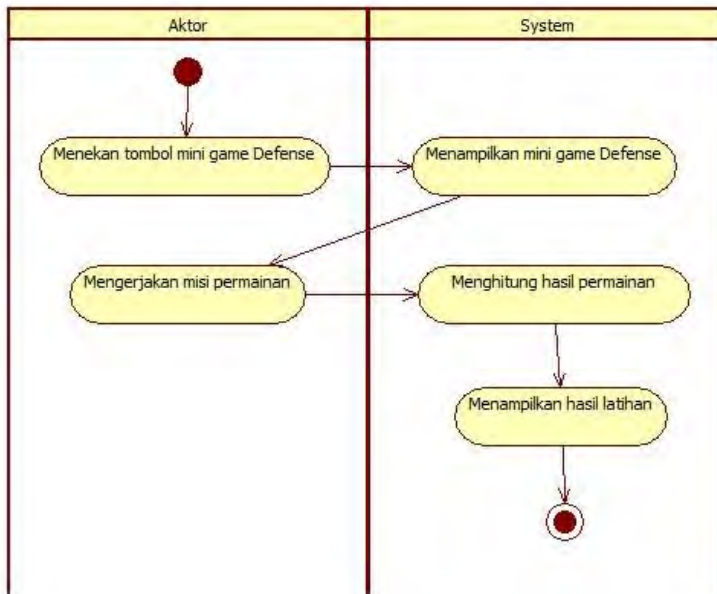 Aktor
System
Menekan tombol mini game Defense
Menampilkan mini game Defense
Mengerjakan misi permainan
Menghitung hasil permainan
Menampilkan hasil latihan